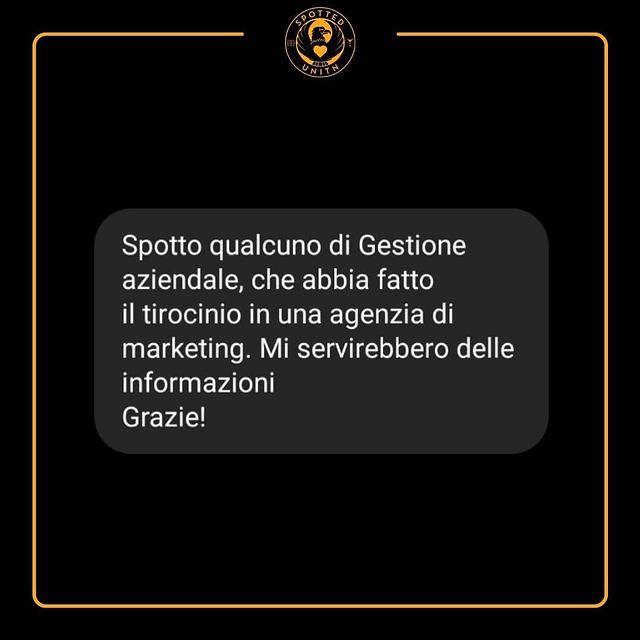 SPOTTED
UNITN
Spotto qualcuno di Gestione
aziendale, che abbia fatto
il tirocinio in una agenzia di
marketing. Mi servirebbero delle
informazioni
Grazie!